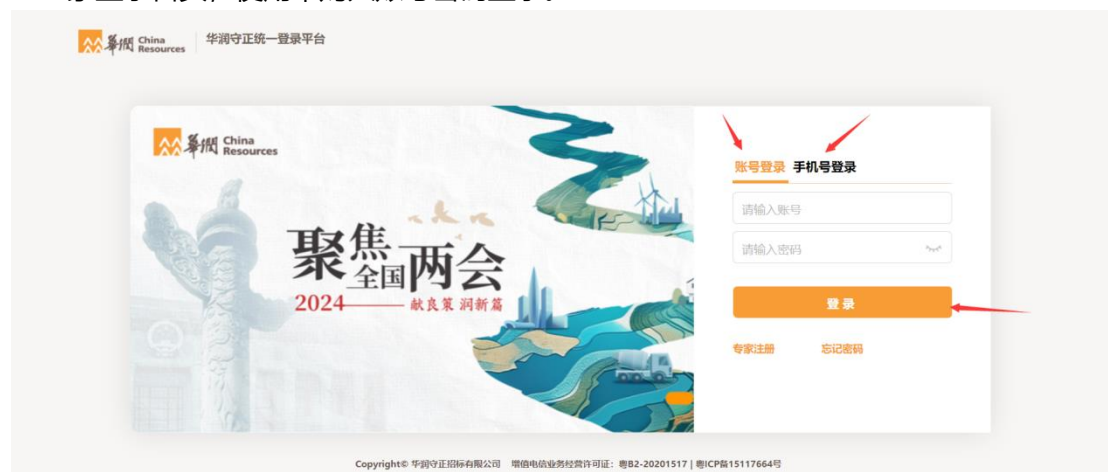 華潤 China Resources 华润守正统一登录平台
華潤 China Resources
聚焦全国两会
2024 献良策 润新篇
账号登录 手机号登录
请输入账号
请输入密码
登录
专家注册 忘记密码
Copyright© 华润守正招标有限公司 增值电信业务经营许可证：粤B2-20201517 | 粤ICP备15117664号